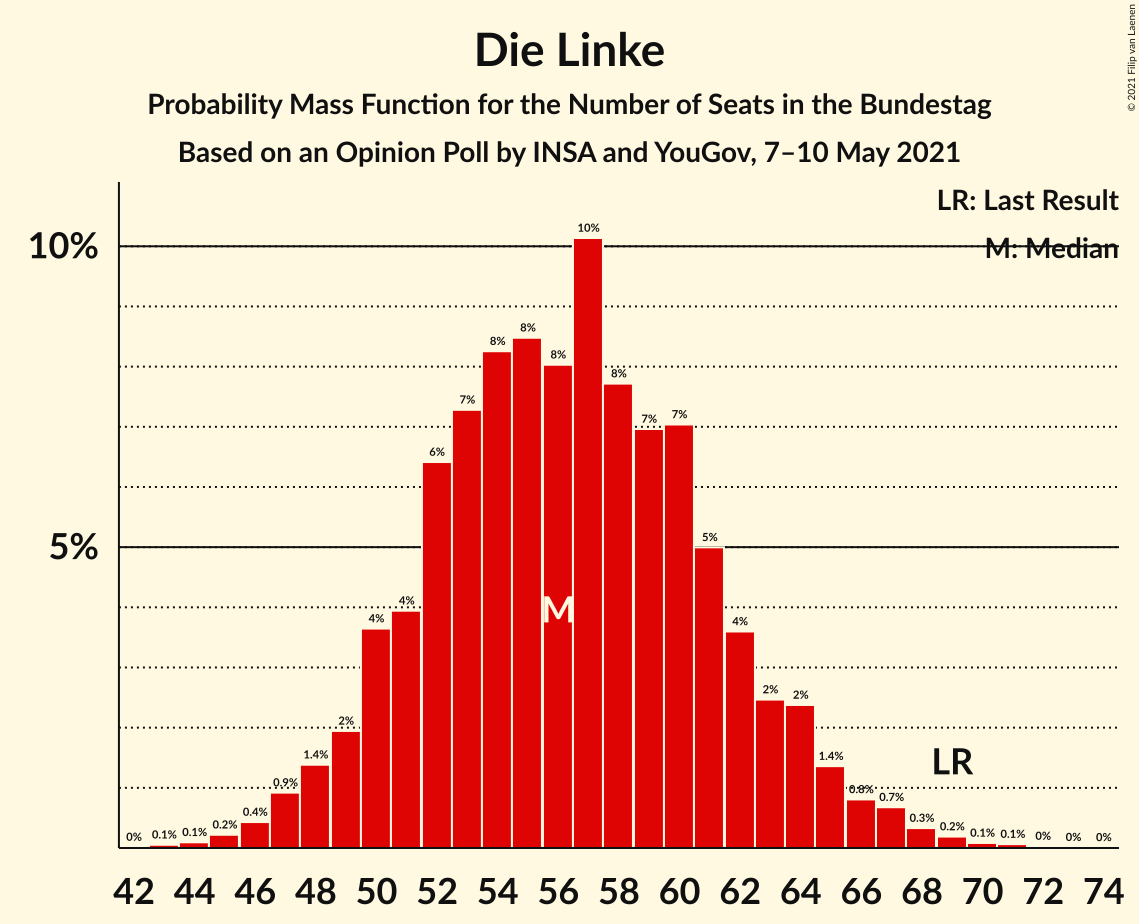 Die Linke
Probability Mass Function for the Number of Seats in the Bundestag
Based on an Opinion Poll by INSA and YouGov, 7–10 May 2021
© 2021 Filip van Laenen
LR: Last Result
M: Median
10%
5%
0% 0.1% 0.1% 0.2% 0.4% 0.9% 1.4% 2% 4% 4% 6% 7% 8% 8% 8% 10% 8% 7% 7% 5% 4% 2% 2% 1.4% 0.8% 0.7% 0.3% 0.2% 0.1% 0.1% 0% 0% 0%
M
LR
42 44 46 48 50 52 54 56 58 60 62 64 66 68 70 72 74